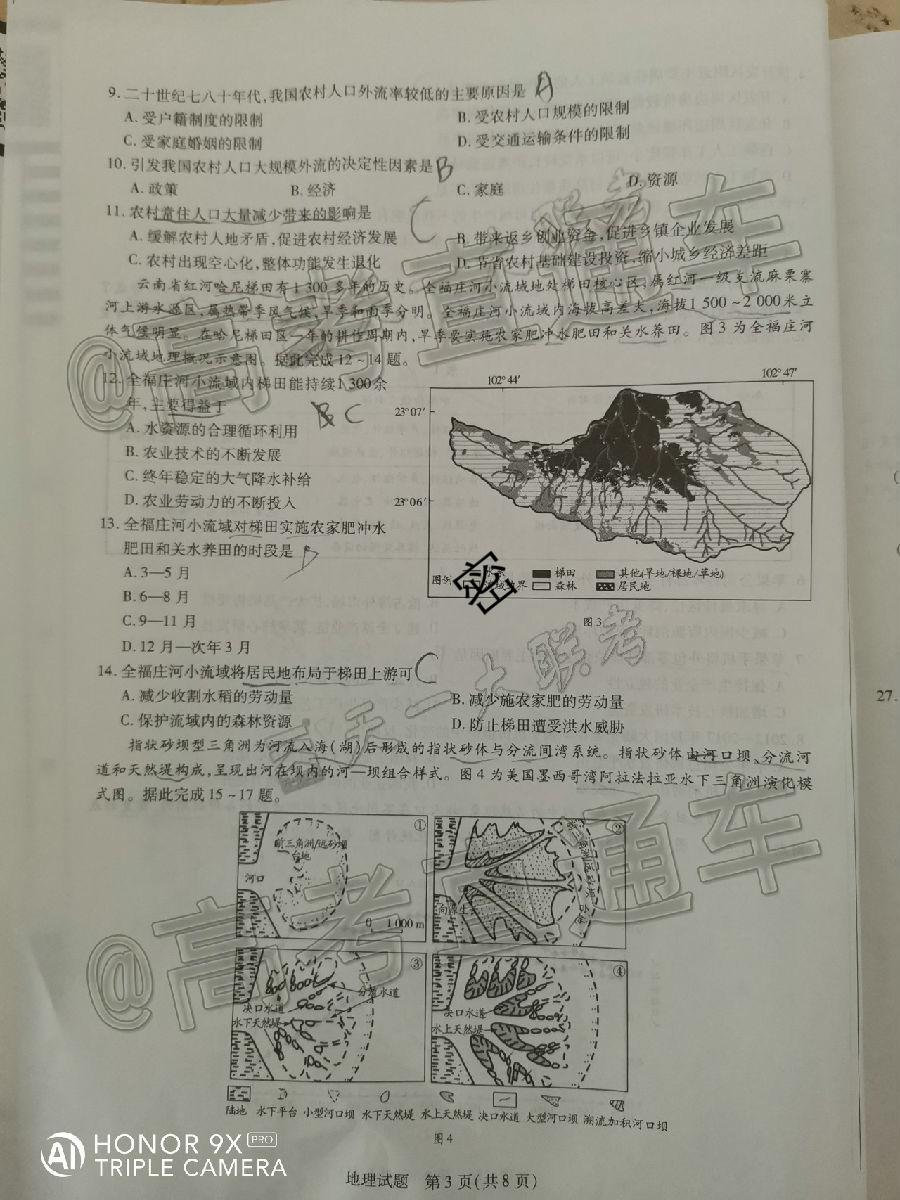 9. 二十世纪七八十年代,我国农村人口外流率较低的主要原因是 A
A. 受户籍制度的限制 B. 受农村人口规模的限制
C. 受家庭婚姻的限制 D. 受交通运输条件的限制
10. 引发我国农村人口大规模外流的决定性因素是 B
A. 政策 B. 经济 C. 家庭 D. 资源
11. 农村常住人口大量减少带来的影响是 C
A. 缓解农村人地矛盾,促进农村经济发展 B. 带来返乡创业资金,促进乡镇企业发展
C. 农村出现空心化,整体功能发生退化 D. 节省农村基础建设投资,缩小城乡经济差距
云南省红河哈尼梯田有1 300多年的历史。全福庄河小流域地处梯田核心区,属红河一级支流麻栗寨
河上游水源区,属热带季风气候,旱季和雨季分明。全福庄河小流域内海拔高差大,海拔1 500~2 000米立
体气候明显。在哈尼梯田区一年的耕作周期内,旱季要实施农家肥冲水肥田和关水养田。图3为全福庄河
小流域地理概况示意图。据此完成12~14题。
12. 全福庄河小流域内梯田能持续1 300余
年,主要得益于 C
A. 水资源的合理循环利用
B. 农业技术的不断发展
C. 终年稳定的大气降水补给
D. 农业劳动力的不断投入
13. 全福庄河小流域对梯田实施农家肥冲水
肥田和关水养田的时段是 D
A. 3—5月
B. 6—8月
C. 9—11月
D. 12月—次年3月
102°44′ 102°47′
23°07′
23°06′
图例 梯田 其他(旱地/裸地/草地)
界 森林 居民地
图3
密
14. 全福庄河小流域将居民地布局于梯田上游可 C
A. 减少收割水稻的劳动量 B. 减少施农家肥的劳动量
C. 保护流域内的森林资源 D. 防止梯田遭受洪水威胁
指状砂坝型三角洲为河流入海(湖)后形成的指状砂体与分流间湾系统。指状砂体由河口坝、分流河
道和天然堤构成,呈现出河在坝内的河—坝组合样式。图4为美国墨西哥湾阿拉法拉亚水下三角洲演化模
式图。据此完成15~17题。
① 前三角洲/远砂坝
台地
河口
0 1 000 m
②
③ 分叉水道
决口水道
水下天然堤
④
决口水道
水上天然堤
陆地 水下平台 小型河口坝 水下天然堤 水上天然堤 决口水道 大型河口坝 溯流加积河口坝
图4
地理试题 第3页(共8页)
@高考直通车
天一大联考
@高考直通车
27.
HONOR 9X PRO
AI TRIPLE CAMERA